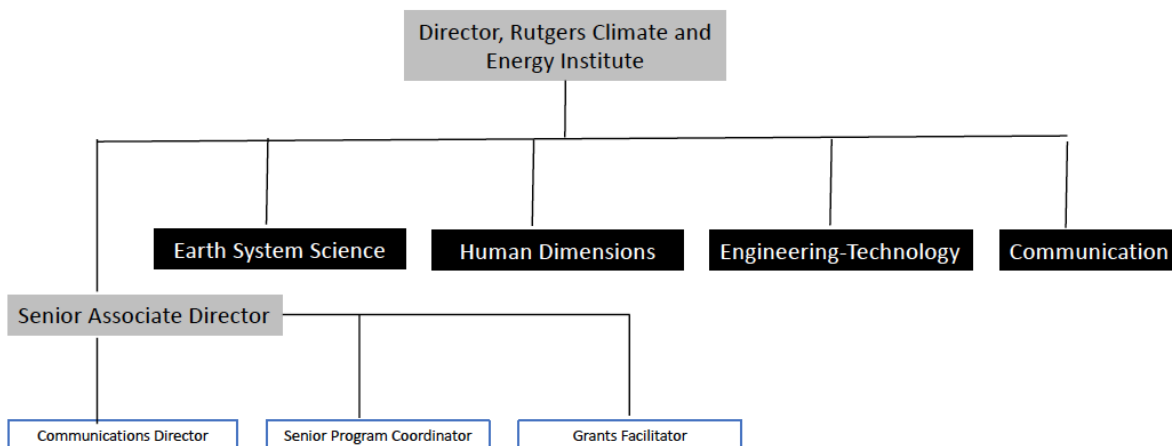 Director, Rutgers Climate and
Energy Institute
Earth System Science
Human Dimensions
Engineering-Technology
Communication
Senior Associate Director
Communications Director
Senior Program Coordinator
Grants Facilitator